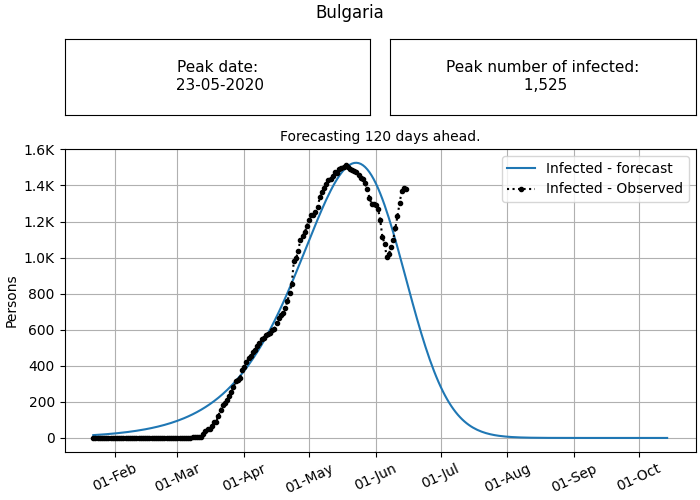 Bulgaria
Peak date:
23-05-2020
Peak number of infected:
1,525
Forecasting 120 days ahead.
Infected - forecast
Infected - Observed
Persons
1.6K
1.4K
1.2K
1.0K
800
600
400
200
0
01-Feb
01-Mar
01-Apr
01-May
01-Jun
01-Jul
01-Aug
01-Sep
01-Oct